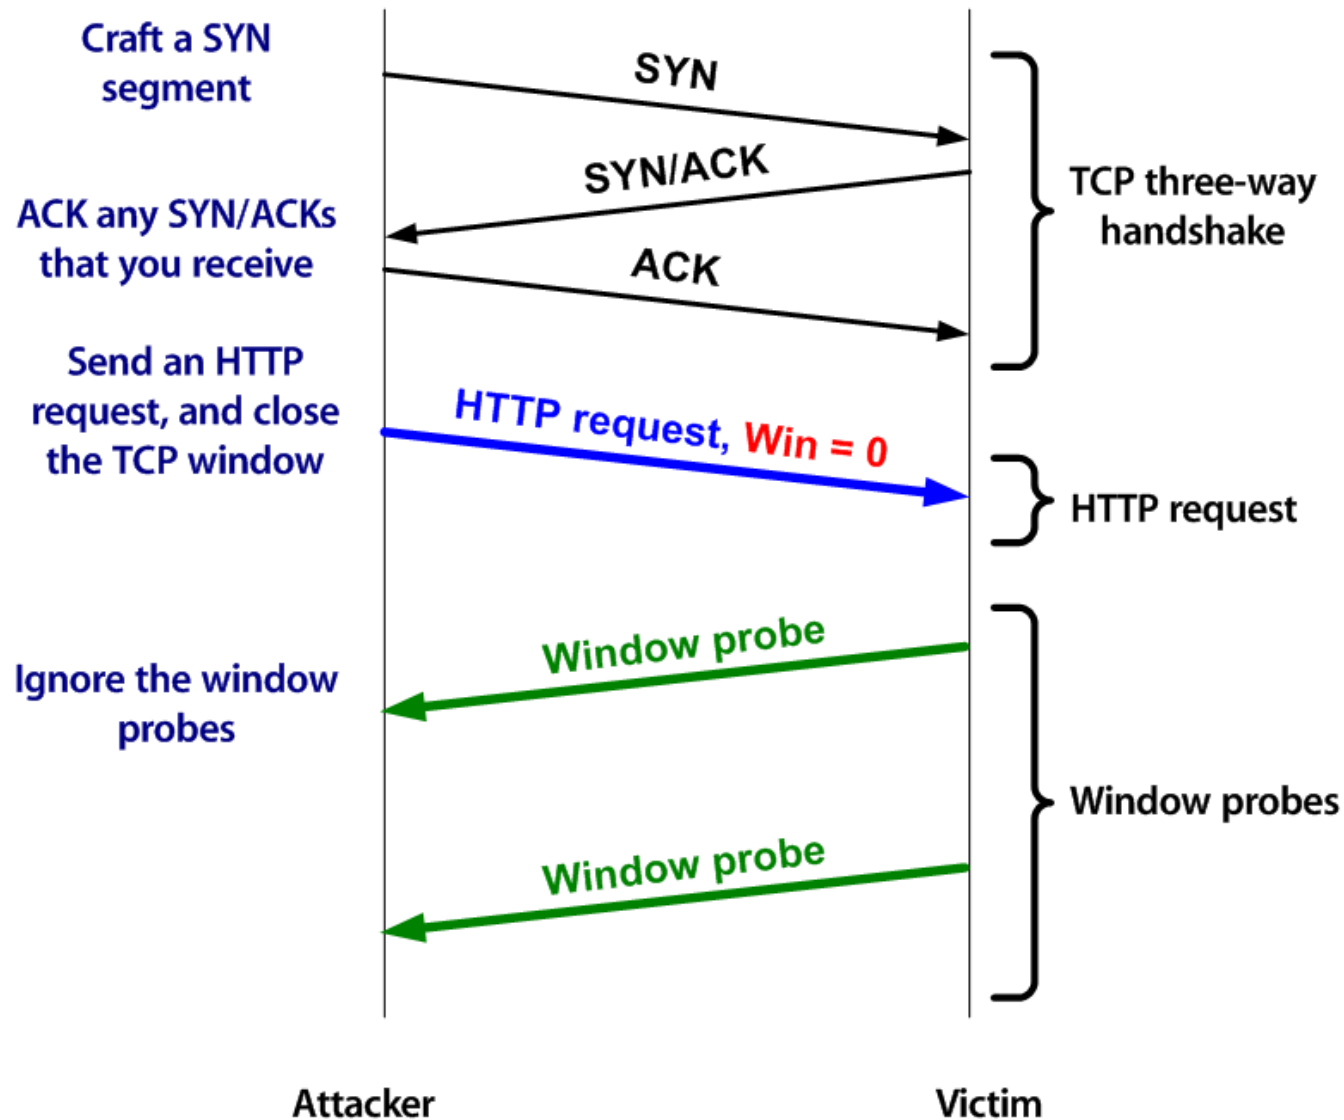 Craft a SYN
segment
SYN
SYN/ACK
TCP three-way
handshake
ACK any SYN/ACKs
that you receive
ACK
Send an HTTP
request, and close
the TCP window
HTTP request, Win = 0
HTTP request
Window probe
Ignore the window
probes
Window probes
Window probe
Attacker
Victim